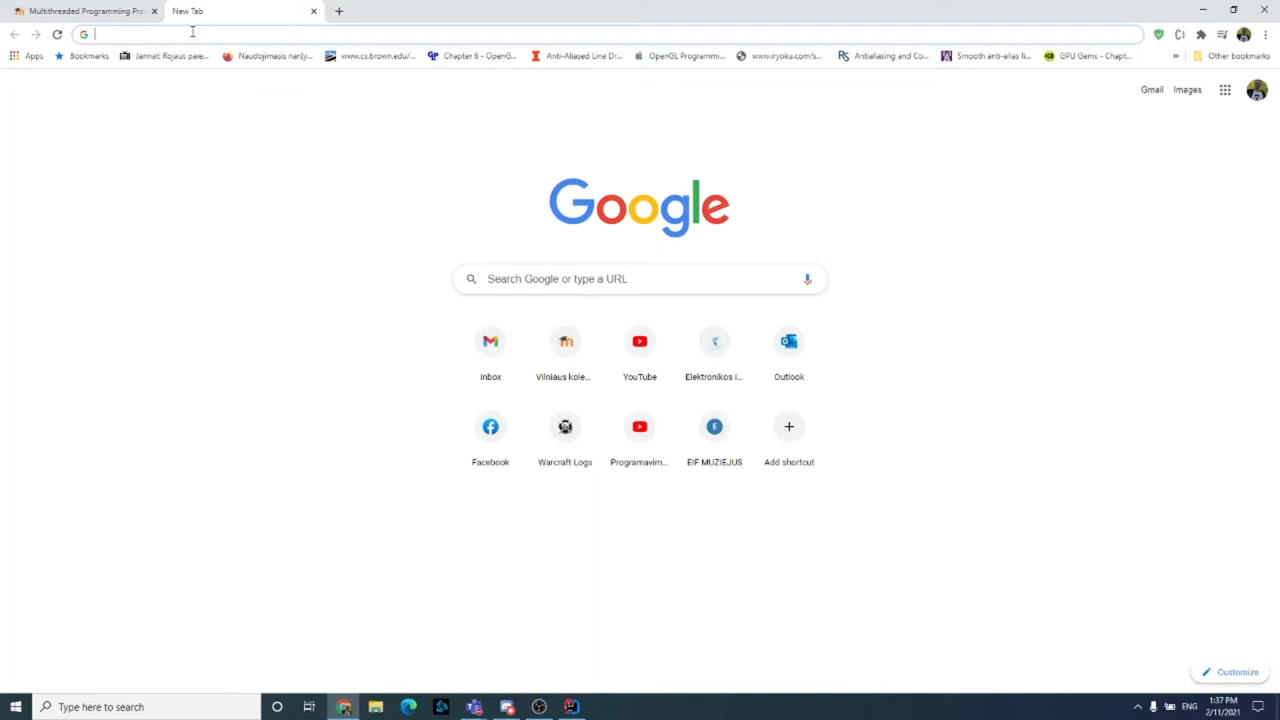 Multithreaded Programming Pra
New Tab
Apps
Bookmarks
Jannat: Rojaus paie...
Naudojimasis naršy...
www.cs.brown.edu/...
Chapter 6 - OpenG...
Anti-Aliased Line Dr...
OpenGL Programmi...
www.iryoku.com/s...
Antialiasing and Co...
Smooth anti-alias li...
GPU Gems - Chapt...
Other bookmarks
Gmail Images
Google
Search Google or type a URL
Inbox
Vilniaus kole...
YouTube
Elektronikos i...
Outlook
Facebook
Warcraft Logs
Programavim...
EIF MUZIEJUS
Add shortcut
Customize
Type here to search
ENG
1:37 PM
2/11/2021